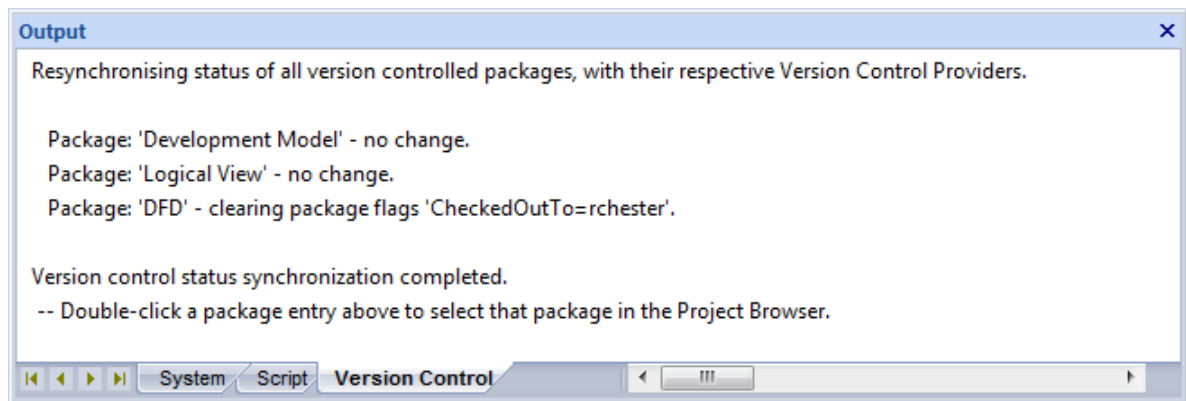 Output
Resynchronising status of all version controlled packages, with their respective Version Control Providers.
Package: 'Development Model' - no change.
Package: 'Logical View' - no change.
Package: 'DFD' - clearing package flags 'CheckedOutTo=rchester'.
Version control status synchronization completed.
-- Double-click a package entry above to select that package in the Project Browser.
System Script Version Control